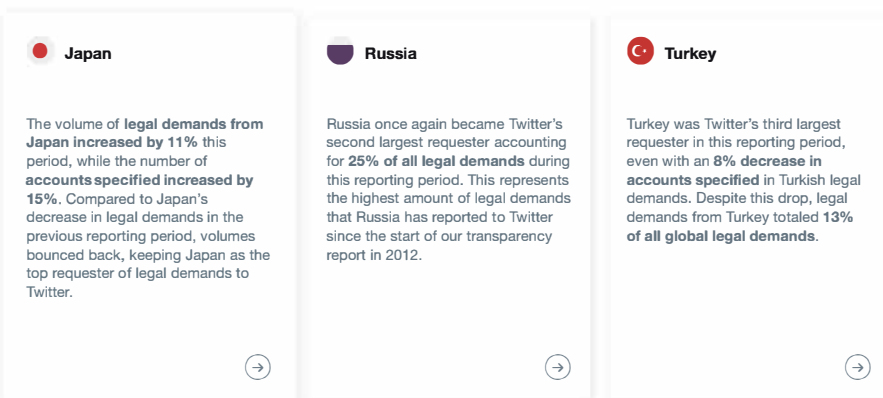 Japan
The volume of legal demands from
Japan increased by 11% this
period, while the number of
accounts specified increased by
15%. Compared to Japan's
decrease in legal demands in the
previous reporting period, volumes
bounced back, keeping Japan as the
top requester of legal demands to
Twitter.
Russia
Russia once again became Twitter's
second largest requester accounting
for 25% of all legal demands during
this reporting period. This represents
the highest amount of legal demands
that Russia has reported to Twitter
since the start of our transparency
report in 2012.
Turkey
Turkey was Twitter's third largest
requester in this reporting period,
even with an 8% decrease in
accounts specified in Turkish legal
demands. Despite this drop, legal
demands from Turkey totaled 13%
of all global legal demands.